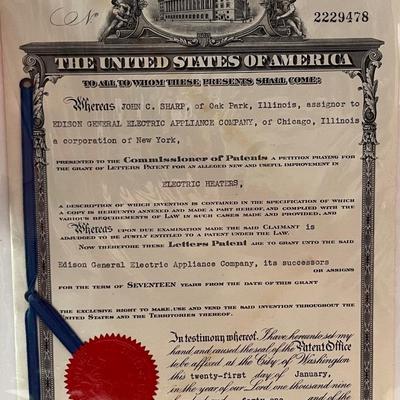 No 2229478
THE UNITED STATES OF AMERICA
TO ALL TO WHOM THESE PRESENTS SHALL COME:
Whereas JOHN C. SHARP, of Oak Park, Illinois, assignor to
EDISON GENERAL ELECTRIC APPLIANCE COMPANY, of Chicago, Illinois
a corporation of New York,
PRESENTED TO THE Commissioner of Patents A PETITION PRAYING FOR
THE GRANT OF LETTERS PATENT FOR AN ALLEGED NEW AND USEFUL IMPROVEMENT IN
ELECTRIC HEATERS,
A DESCRIPTION OF WHICH INVENTION IS CONTAINED IN THE SPECIFICATION OF WHICH
A COPY IS HEREUNTO ANNEXED AND MADE A PART HEREOF, AND COMPLIED WITH THE
VARIOUS REQUIREMENTS OF LAW IN SUCH CASES MADE AND PROVIDED, AND
Whereas UPON DUE EXAMINATION MADE THE SAID CLAIMANT is
ADJUDGED TO BE JUSTLY ENTITLED TO A PATENT UNDER THE LAW.
NOW THEREFORE THESE Letters Patent ARE TO GRANT UNTO THE SAID
Edison General Electric Appliance Company, its successors
OR ASSIGNS
FOR THE TERM OF SEVENTEEN YEARS FROM THE DATE OF THIS GRANT
THE EXCLUSIVE RIGHT TO MAKE, USE AND VEND THE SAID INVENTION THROUGHOUT THE
UNITED STATES AND THE TERRITORIES THEREOF.
In testimony whereof, I have hereunto set my
hand and caused the seal of the Patent Office
to be affixed at the City of Washington
this twenty-first day of January,
in the year of our Lord one thousand nine
hundred and forty-one and of the